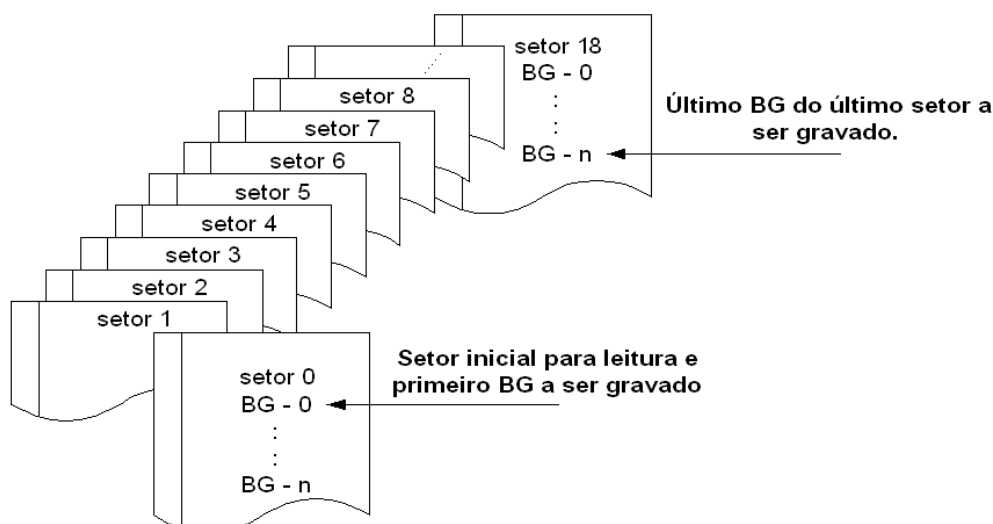 setor 18
BG - 0
:
:
BG - n
Último BG do último setor a
ser gravado.
setor 8
setor 7
setor 6
setor 5
setor 4
setor 3
setor 2
setor 1
setor 0
BG - 0
:
:
BG - n
Setor inicial para leitura e
primeiro BG a ser gravado